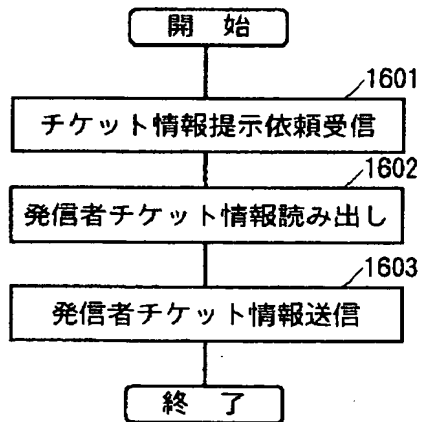 開 始
1601
チケット情報提示依頼受信
1602
発信者チケット情報読み出し
1603
発信者チケット情報送信
終 了